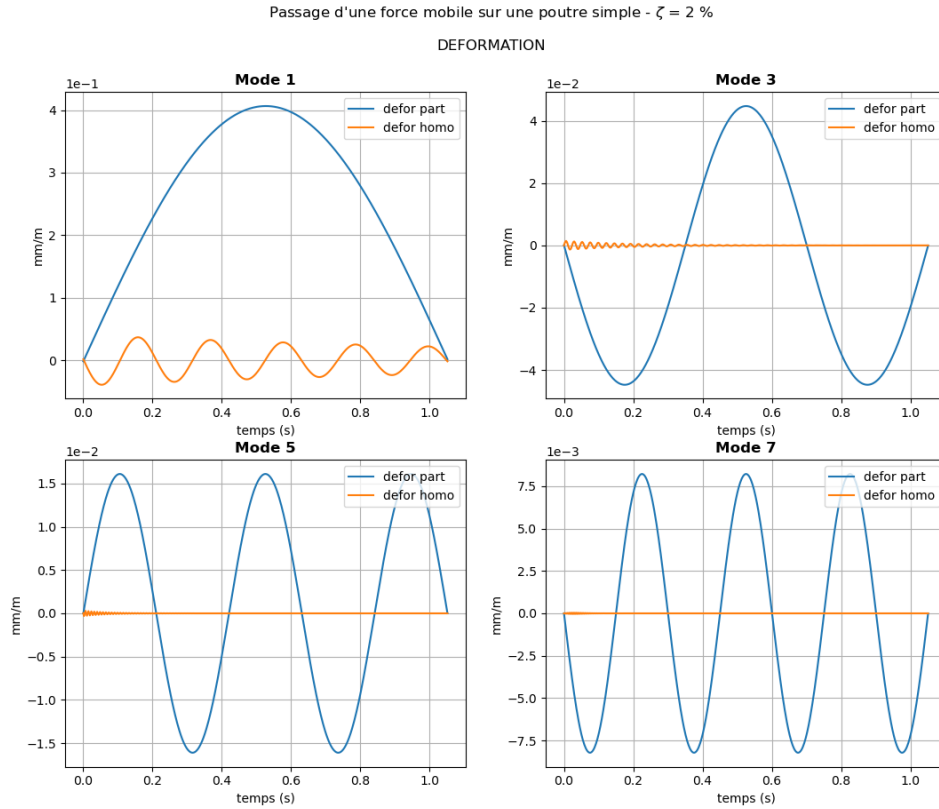 Passage d'une force mobile sur une poutre simple - ζ = 2 %
DEFORMATION
Mode 1
1e−1
defor part
defor homo
4
3
2
1
0
mm/m
0.0 0.2 0.4 0.6 0.8 1.0
temps (s)
Mode 3
1e−2
defor part
defor homo
4
2
0
−2
−4
mm/m
0.0 0.2 0.4 0.6 0.8 1.0
temps (s)
Mode 5
1e−2
defor part
defor homo
1.5
1.0
0.5
0.0
−0.5
−1.0
−1.5
mm/m
0.0 0.2 0.4 0.6 0.8 1.0
temps (s)
Mode 7
1e−3
defor part
defor homo
7.5
5.0
2.5
0.0
−2.5
−5.0
−7.5
mm/m
0.0 0.2 0.4 0.6 0.8 1.0
temps (s)